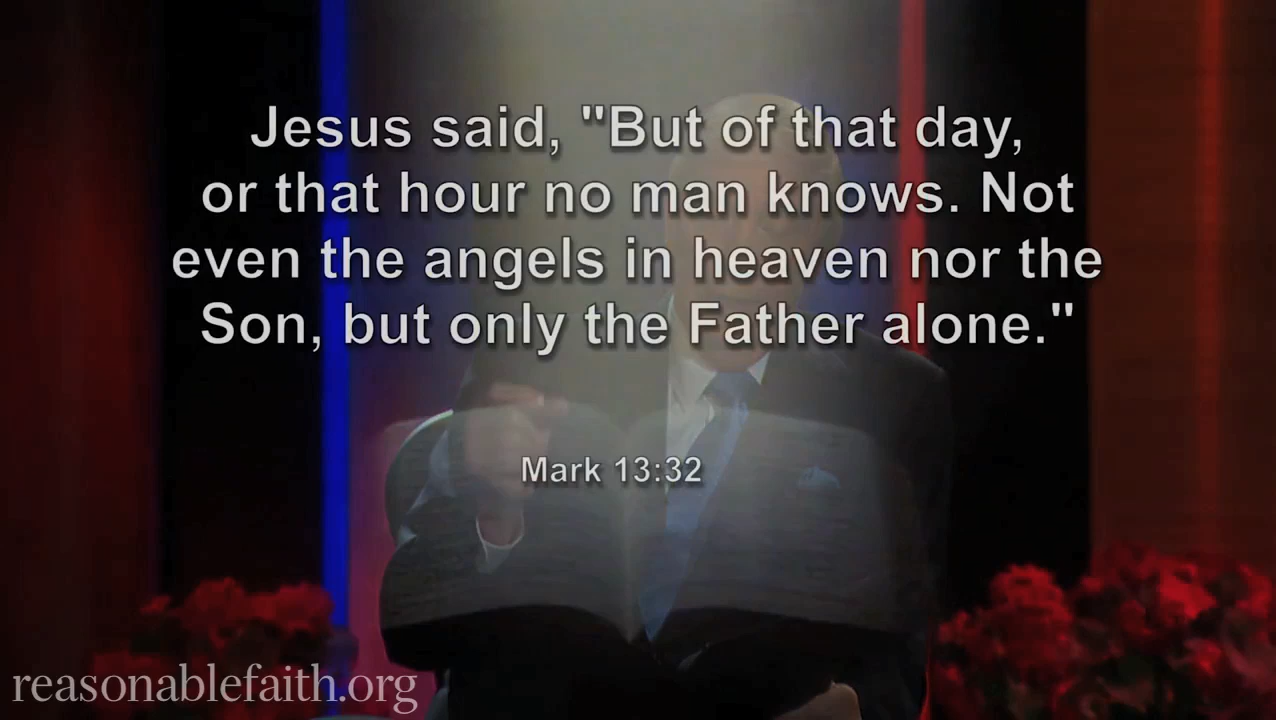 Jesus said, "But of that day,
or that hour no man knows. Not
even the angels in heaven nor the
Son, but only the Father alone."
Mark 13:32
reasonablefaith.org